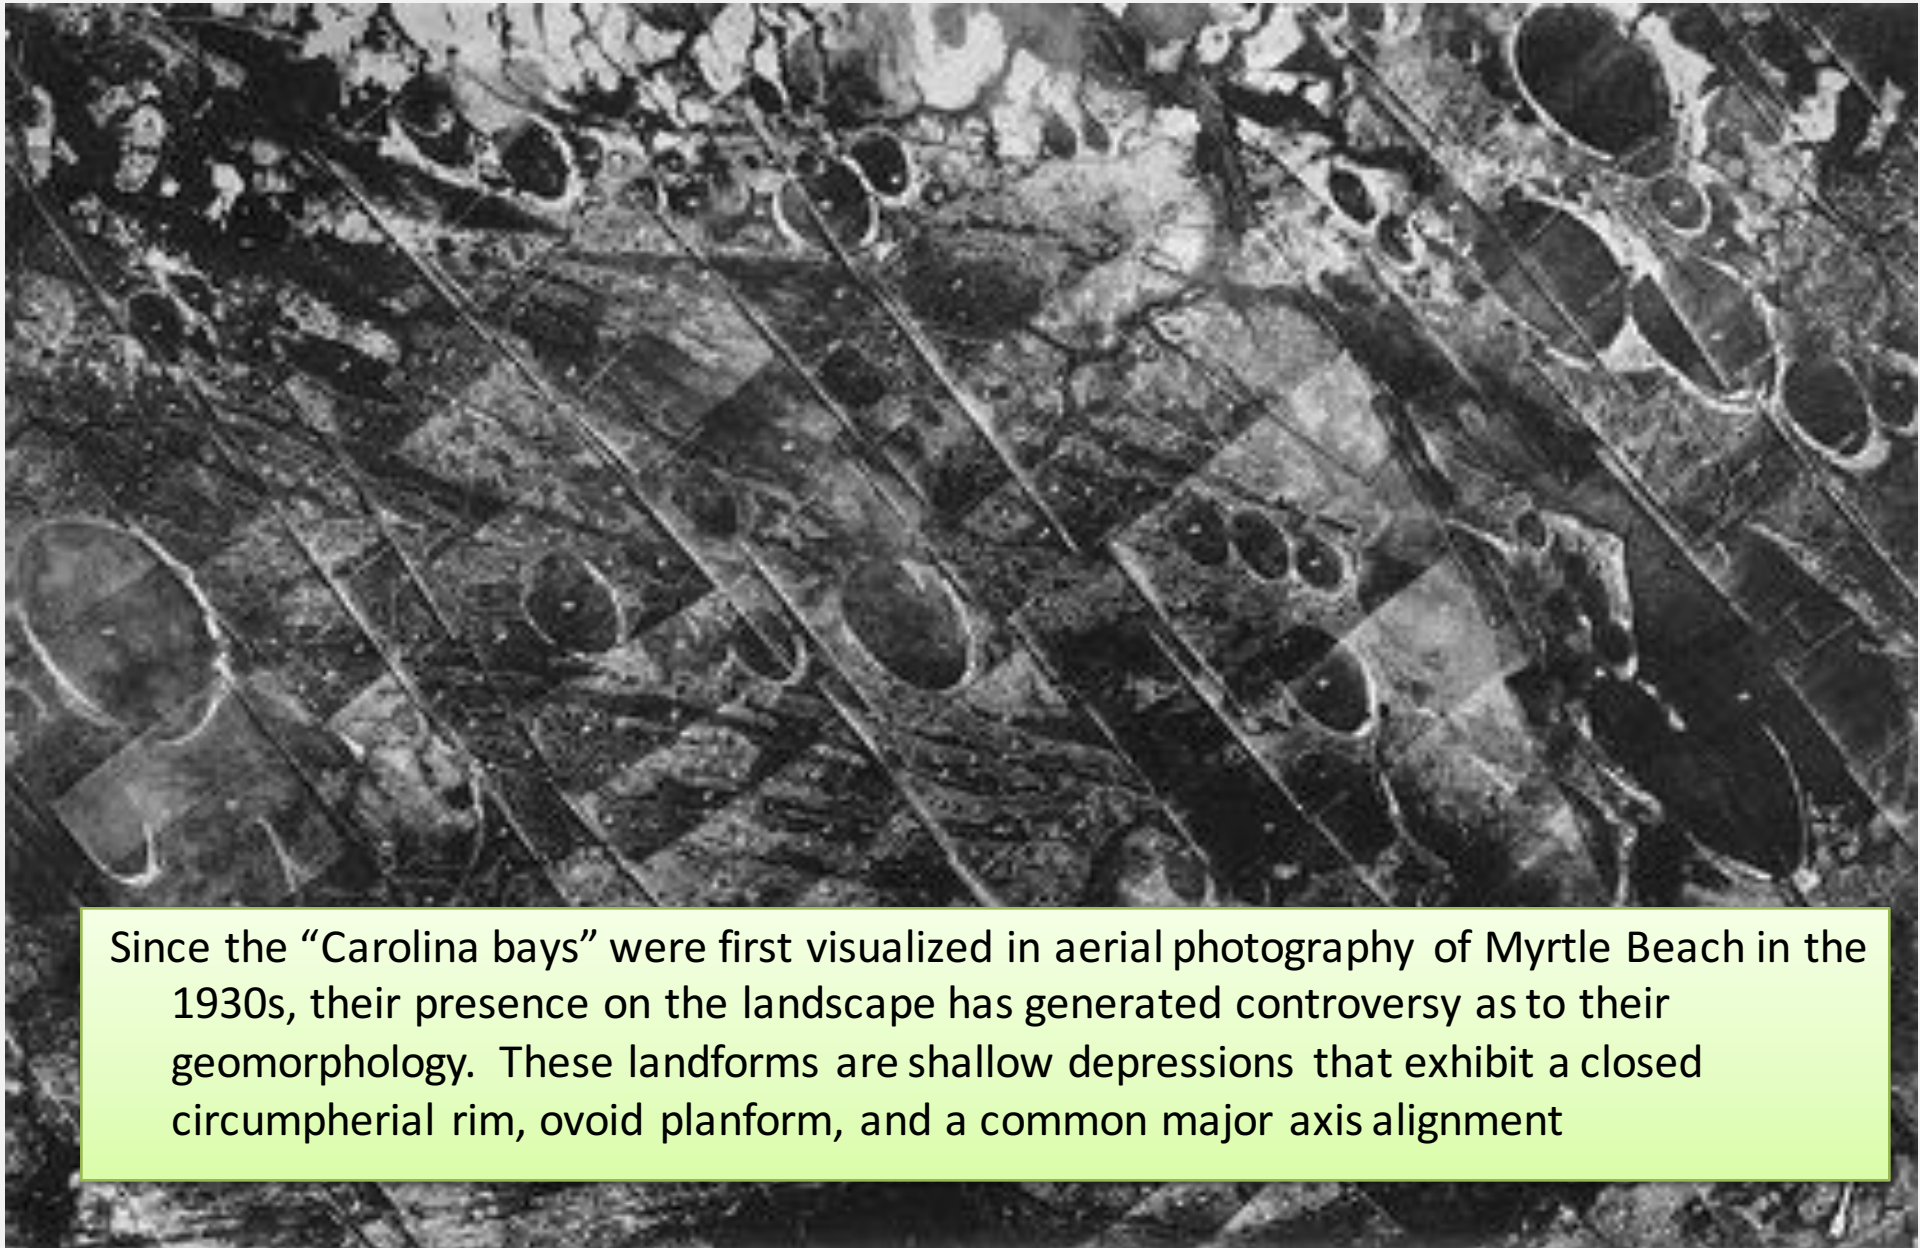 Since the “Carolina bays” were first visualized in aerial photography of Myrtle Beach in the
1930s, their presence on the landscape has generated controversy as to their
geomorphology. These landforms are shallow depressions that exhibit a closed
circumpherial rim, ovoid planform, and a common major axis alignment